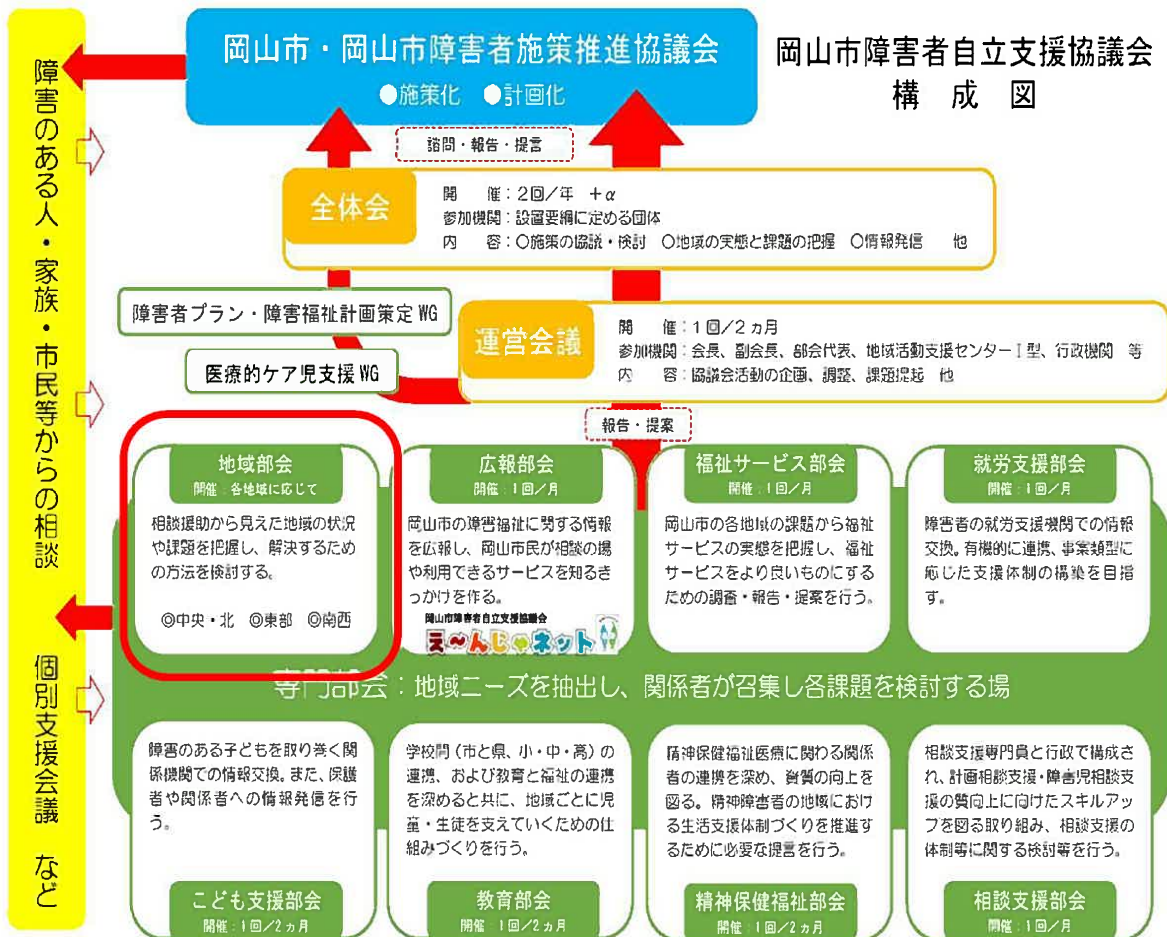 岡山市障害者自立支援協議会
構 成 図
岡山市・岡山市障害者施策推進協議会
●施策化 ●計画化
諮問・報告・提言
全体会
開 催：2回／年 +α
参加機関：設置要綱に定める団体
内 容：○施策の協議・検討 ○地域の実態と課題の把握 ○情報発信 他
障害者プラン・障害福祉計画策定WG
医療的ケア児支援WG
運営会議
開 催：1回／2ヵ月
参加機関：会長、副会長、部会代表、地域活動支援センターⅠ型、行政機関 等
内 容：協議会活動の企画、調整、課題提起 他
報告・提案
障害のある人・家族・市民等からの相談 個別支援会議 など
地域部会
開催：各地域に応じて
相談援助から見えた地域の状況
や課題を把握し、解決するため
の方法を検討する。
◎中央・北 ◎東部 ◎南西
広報部会
開催：1回／月
岡山市の障害福祉に関する情報
を広報し、岡山市民が相談の場
や利用できるサービスを知るき
っかけを作る。
岡山市障害者自立支援協議会
え～んじゃネット
福祉サービス部会
開催：1回／月
岡山市の各地域の課題から福祉
サービスの実態を把握し、福祉
サービスをより良いものにする
ための調査・報告・提案を行う。
就労支援部会
開催：1回／月
障害者の就労支援機関での情報
交換。有機的に連携、事業類型に
応じた支援体制の構築を目指
す。
専門部会：地域ニーズを抽出し、関係者が召集し各課題を検討する場
障害のある子どもを取り巻く関
係機関での情報交換。また、保護
者や関係者への情報発信を行
う。
こども支援部会
開催：1回／2ヵ月
学校間（市と県、小・中・高）の
連携、および教育と福祉の連携
を深めると共に、地域ごとに児
童・生徒を支えていくための仕
組みづくりを行う。
教育部会
開催：1回／2ヵ月
精神保健福祉医療に関わる関係
者の連携を深め、資質の向上を
図る。精神障害者の地域におけ
る生活支援体制づくりを推進す
るために必要な提言を行う。
精神保健福祉部会
開催：1回／2ヵ月
相談支援専門員と行政で構成さ
れ、計画相談支援・障害児相談支
援の質向上に向けたスキルアッ
プを図る取り組み、相談支援の
体制等に関する検討等を行う。
相談支援部会
開催：1回／月